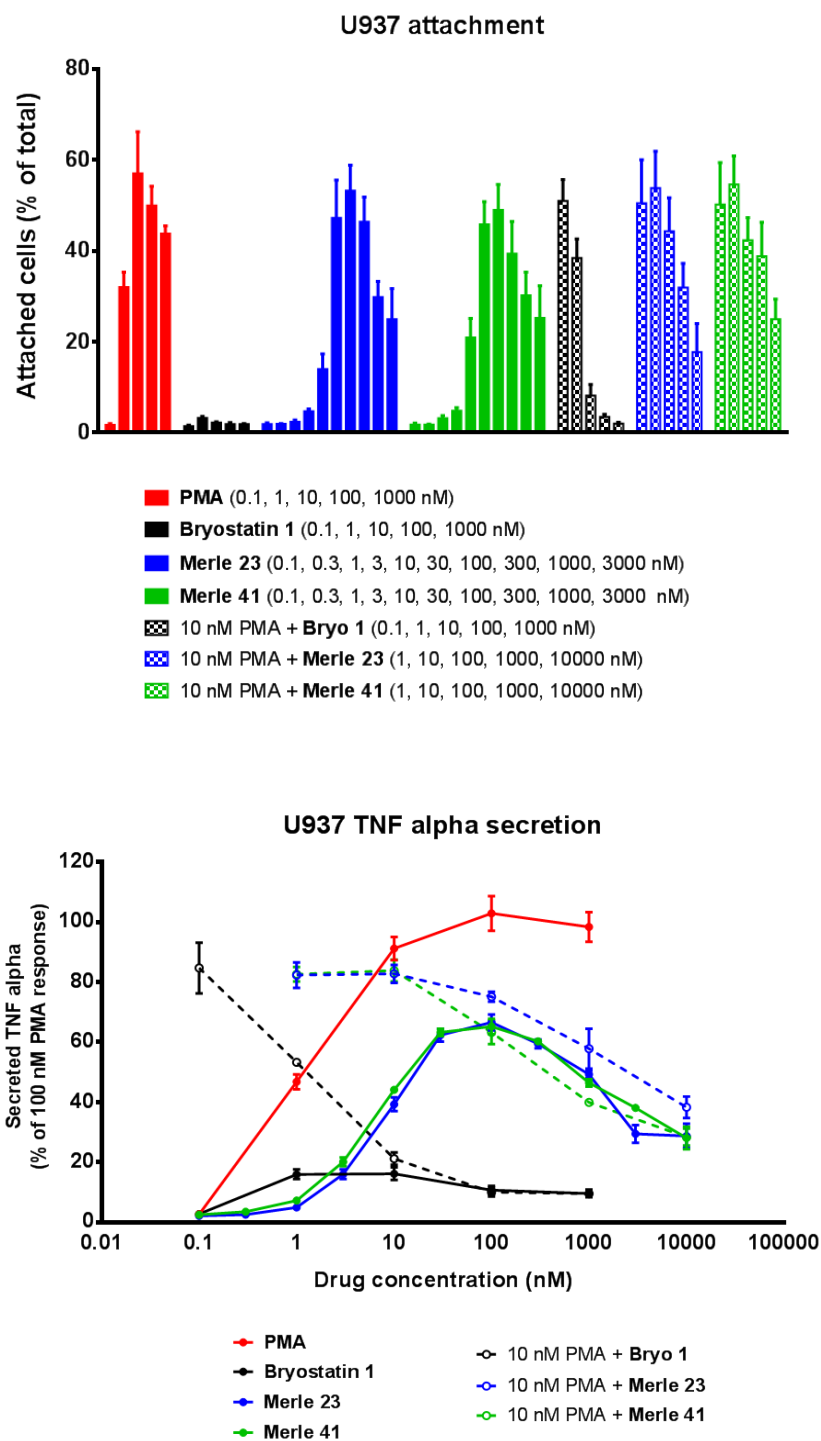 U937 attachment
Attached cells (% of total)
80
60
40
20
0
PMA (0.1, 1, 10, 100, 1000 nM)
Bryostatin 1 (0.1, 1, 10, 100, 1000 nM)
Merle 23 (0.1, 0.3, 1, 3, 10, 30, 100, 300, 1000, 3000 nM)
Merle 41 (0.1, 0.3, 1, 3, 10, 30, 100, 300, 1000, 3000 nM)
10 nM PMA + Bryo 1 (0.1, 1, 10, 100, 1000 nM)
10 nM PMA + Merle 23 (1, 10, 100, 1000, 10000 nM)
10 nM PMA + Merle 41 (1, 10, 100, 1000, 10000 nM)
U937 TNF alpha secretion
Secreted TNF alpha
(% of 100 nM PMA response)
120
100
80
60
40
20
0
0.01 0.1 1 10 100 1000 10000 100000
Drug concentration (nM)
PMA
Bryostatin 1
Merle 23
Merle 41
10 nM PMA + Bryo 1
10 nM PMA + Merle 23
10 nM PMA + Merle 41